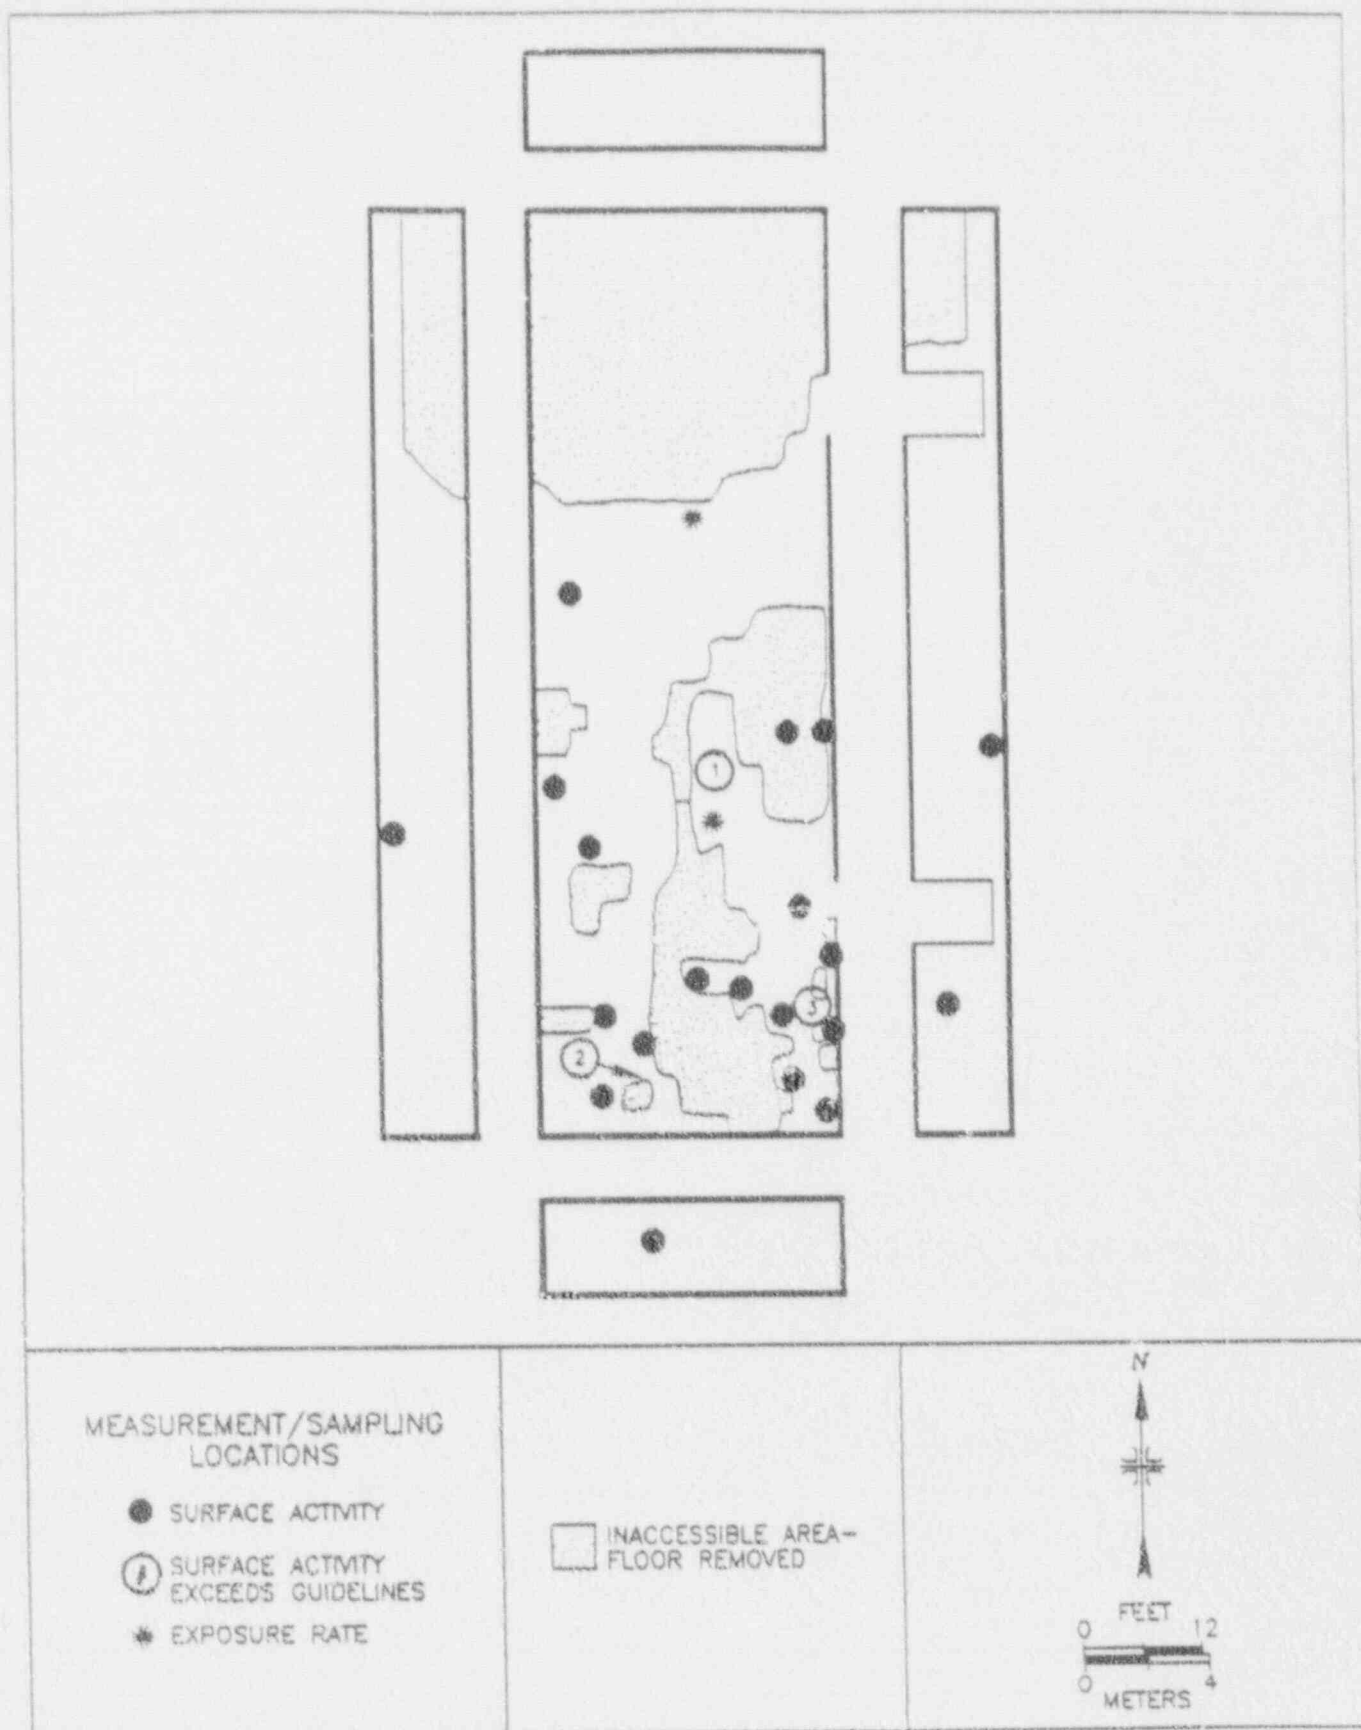 1
3
2
MEASUREMENT/SAMPLING
LOCATIONS
SURFACE ACTIVITY
SURFACE ACTIVITY
EXCEEDS GUIDELINES
EXPOSURE RATE
INACCESSIBLE AREA-
FLOOR REMOVED
N
FEET
0 12
0 4
METERS